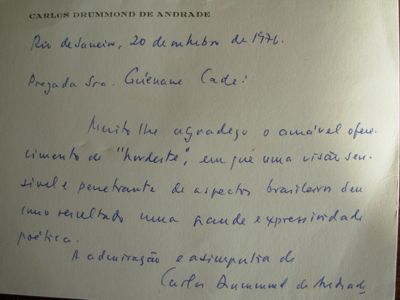 CARLOS DRUMMOND DE ANDRADE
Rio de Janeiro, 20 de outubro de 1976.
Prezada Sra.
Muito lhe agradeço o amável ofere-
cimento de "Nordeste", em que uma visão sen-
sível e penetrante de aspectos brasileiros deu
como resultado uma grande expressividade
poética.
A admiração e a simpatia de
Carlos Drummond de Andrade